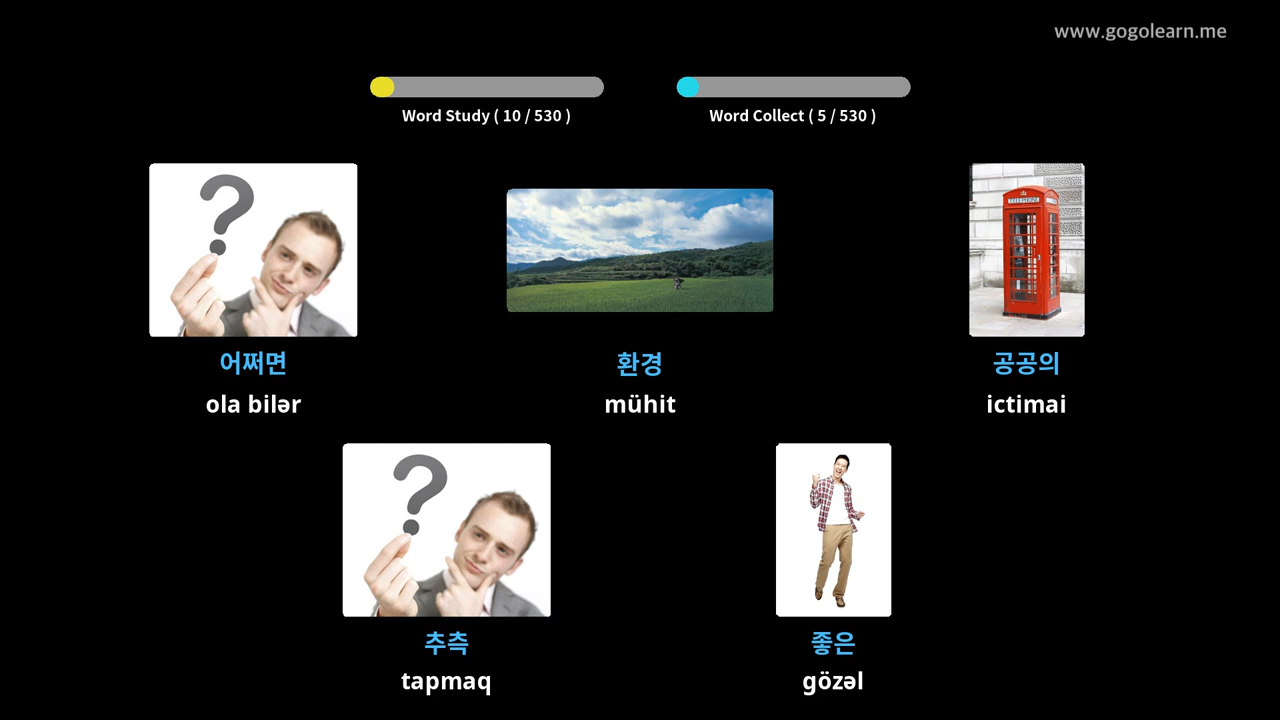 www.gogolearn.me
Word Study ( 10 / 530 )
Word Collect ( 5 / 530 )
TELEPHONE
어쩌면
환경
공공의
ola bilər
mühit
ictimai
?
?
추측
좋은
tapmaq
gözəl